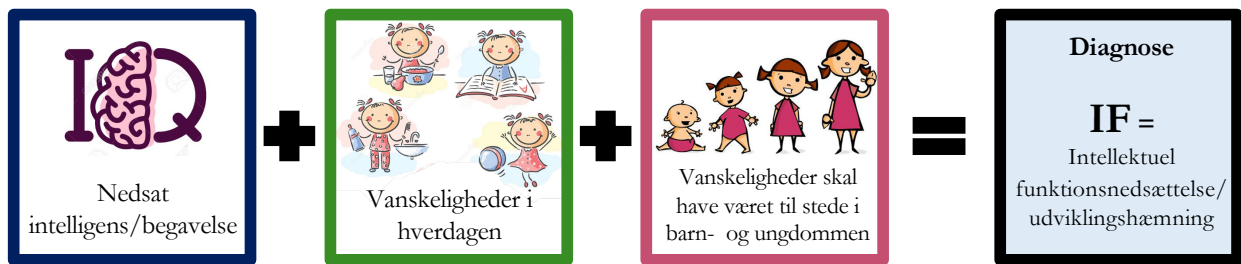 IQ
Nedsat
intelligens/begavelse
Vanskeligheder i
hverdagen
Vanskeligheder skal
have været til stede i
barn- og ungdommen
Diagnose
IF =
Intellektuel
funktionsnedsættelse/
udviklingshæmning